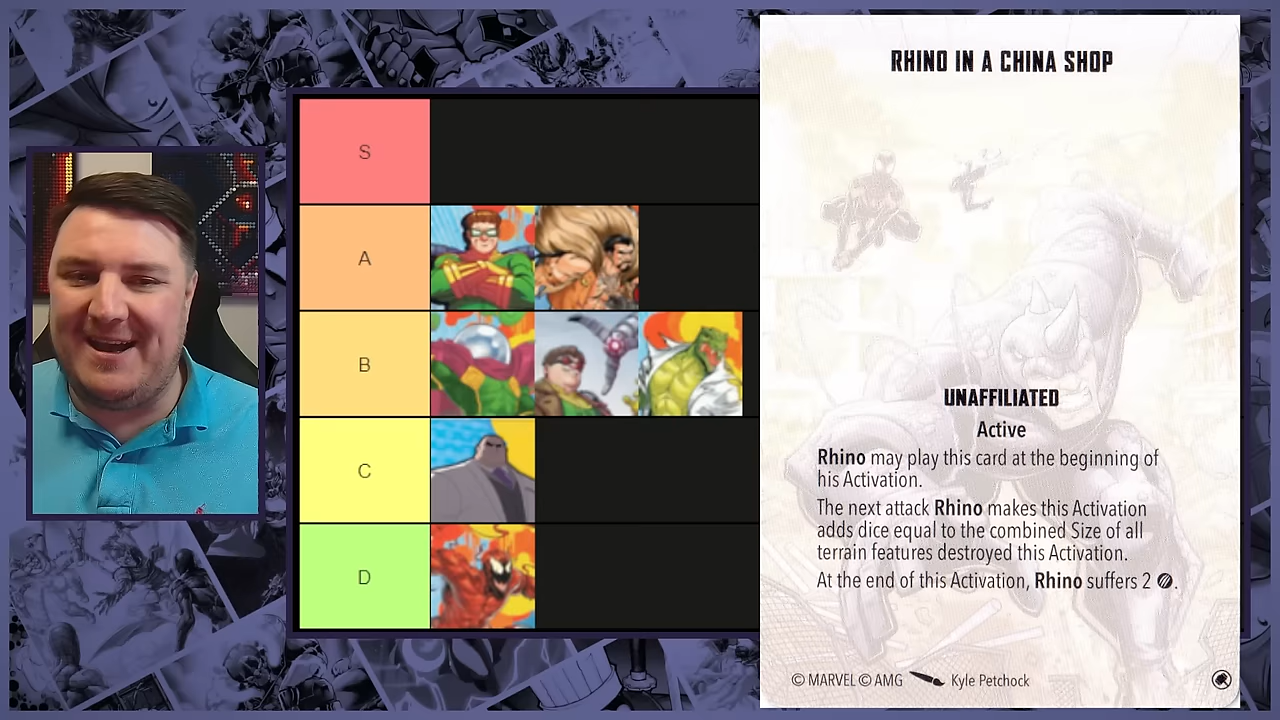 S
A
B
C
D
RHINO IN A CHINA SHOP
UNAFFILIATED
Active
Rhino may play this card at the beginning of
his Activation.
The next attack Rhino makes this Activation
adds dice equal to the combined Size of all
terrain features destroyed this Activation.
At the end of this Activation, Rhino suffers 2 .
© MARVEL © AMG Kyle Petchock